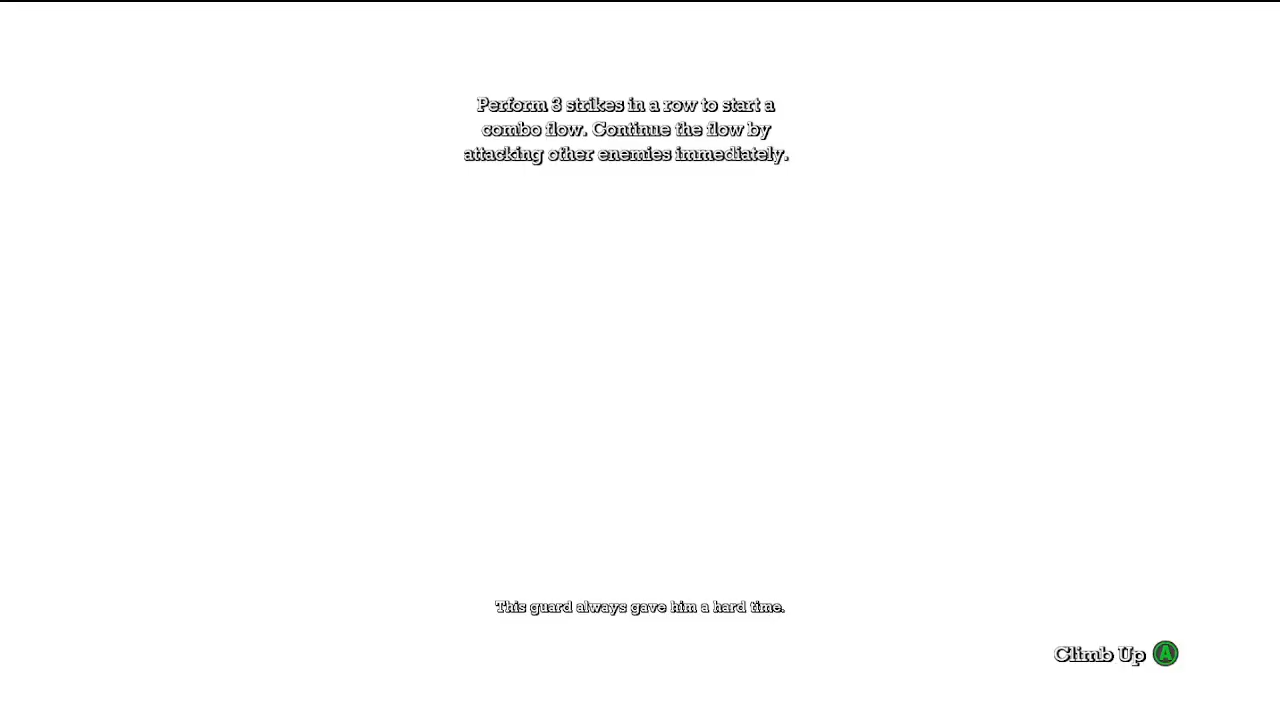 Perform 3 strikes in a row to start a
combo flow. Continue the flow by
attacking other enemies immediately.
This guard always gave him a hard time.
Climb Up A